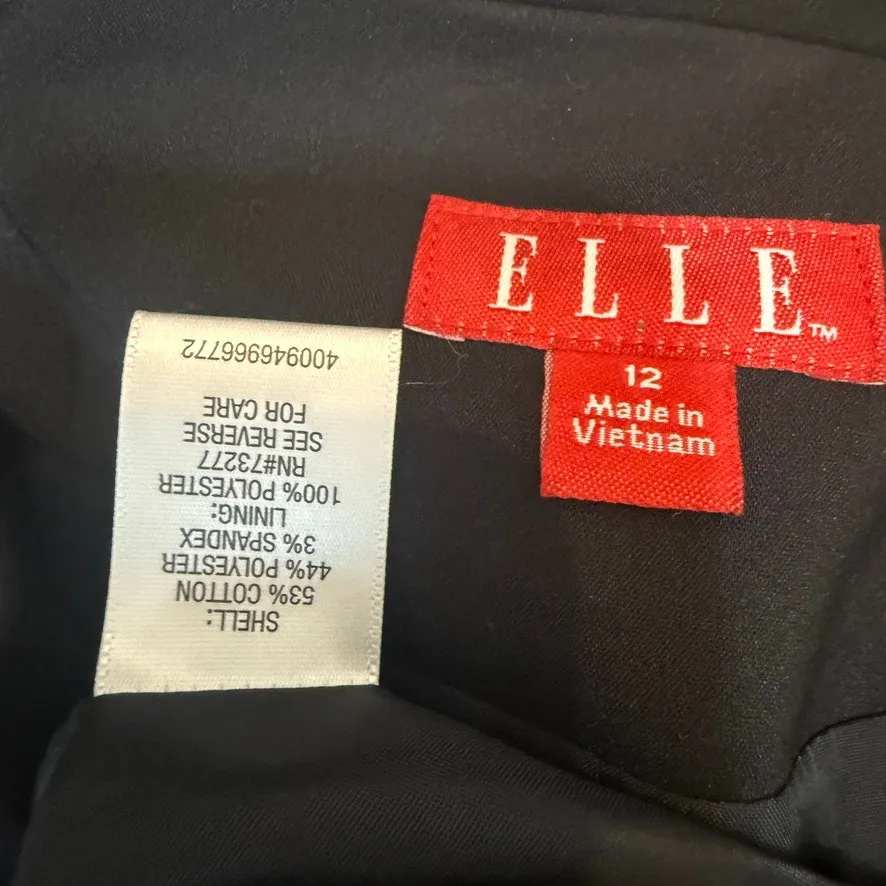 ELLE™
12
Made in
Vietnam
SHELL:
53% COTTON
44% POLYESTER
3% SPANDEX
LINING:
100% POLYESTER
RN#73277
SEE REVERSE
FOR CARE
400946966772